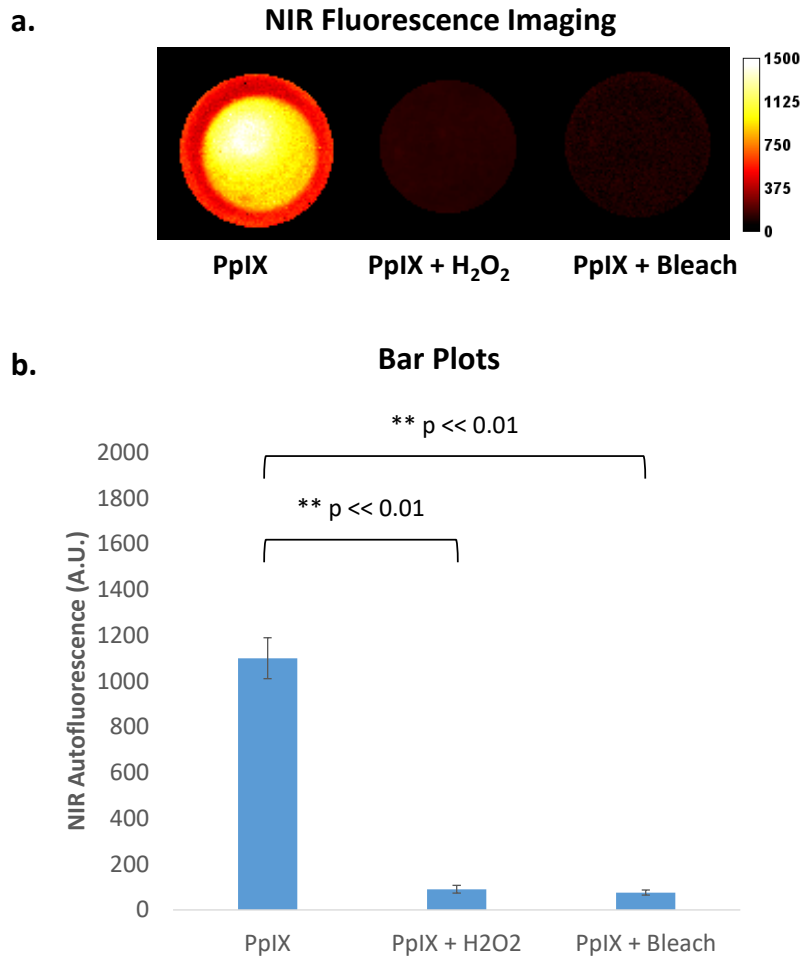 a.
NIR Fluorescence Imaging
1500
1125
750
375
0
PpIX
PpIX + H₂O₂
PpIX + Bleach
b.
Bar Plots
** p << 0.01
** p << 0.01
NIR Autofluorescence (A.U.)
2000
1800
1600
1400
1200
1000
800
600
400
200
0
PpIX
PpIX + H2O2
PpIX + Bleach